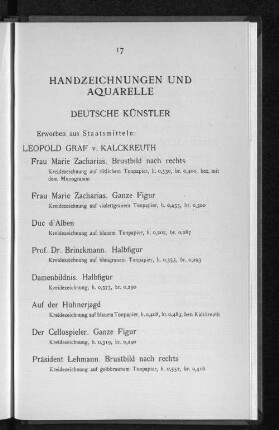 17
HANDZEICHNUNGEN UND
AQUARELLE
DEUTSCHE KÜNSTLER
Erworben aus Staatsmitteln:
LEOPOLD GRAF v. KALCKREUTH
Frau Marie Zacharias. Brustbild nach rechts
Kreidezeichnung auf rötlichem Tonpapier, h. 0,530, br. 0,400, bez. mit
dem Monogramm
Frau Marie Zacharias. Ganze Figur
Kreidezeichnung auf violettgrauem Tonpapier, h. 0,455, br. 0,300
Duc d'Alben
Kreidezeichnung auf blauem Tonpapier, h. 0,202, br. 0,287
Prof. Dr. Brinckmann. Halbfigur
Kreidezeichnung auf blaugrauem Tonpapier, h. 0,353, br. 0,293
Damenbildnis. Halbfigur
Kreidezeichnung, h. 0,373, br. 0,290
Auf der Hühnerjagd
Kreidezeichnung auf blauem Tonpapier, h. 0,408, br. 0,483, bez. Kalckreuth
Der Cellospieler. Ganze Figur
Kreidezeichnung, h. 0,319, br. 0,240
Präsident Lehmann. Brustbild nach rechts
Kreidezeichnung auf gelbbraunem Tonpapier, h. 0,552, br. 0,416